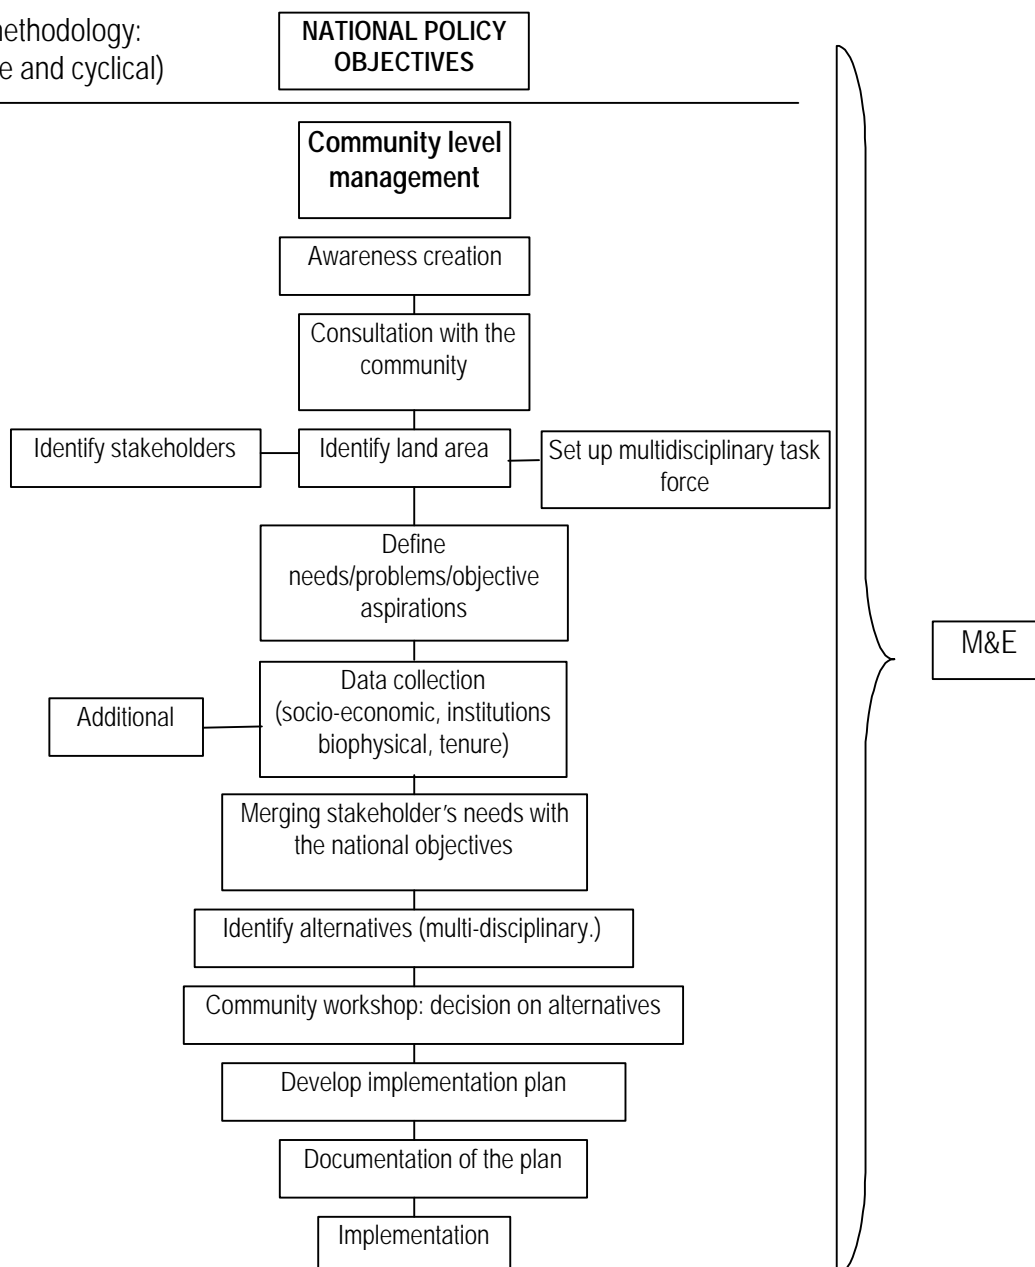 ethodology:
e and cyclical)
NATIONAL POLICY
OBJECTIVES
Community level
management
Awareness creation
Consultation with the
community
Identify stakeholders
Identify land area
Set up multidisciplinary task
force
Define
needs/problems/objective
aspirations
Data collection
(socio-economic, institutions
biophysical, tenure)
Additional
M&E
Merging stakeholder's needs with
the national objectives
Identify alternatives (multi-disciplinary.)
Community workshop: decision on alternatives
Develop implementation plan
Documentation of the plan
Implementation